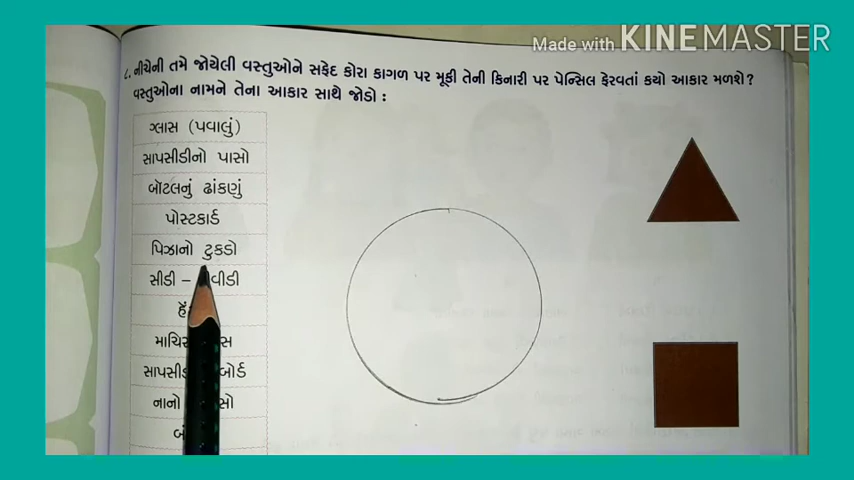 Made with KINEMASTER
૮. નીચેની તમે જોયેલી વસ્તુઓને સફેદ કોરા કાગળ પર મૂકી તેની કિનારી પર પેન્સિલ ફેરવતાં કયો આકાર મળશે?
વસ્તુઓના નામને તેના આકાર સાથે જોડો :
ગ્લાસ (પવાલું)
સાપસીડીનો પાસો
બૉટલનું ઢાંકણું
પોસ્ટકાર્ડ
પિઝાનો ટુકડો
સીડી –
નાનો